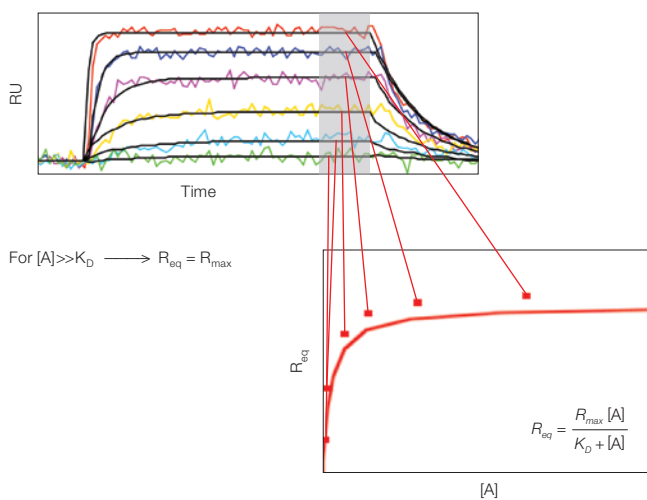 RU
Time
For [A]>>K_D ⟶ R_eq = R_max
R_eq
R_eq = R_max [A] / K_D + [A]
[A]